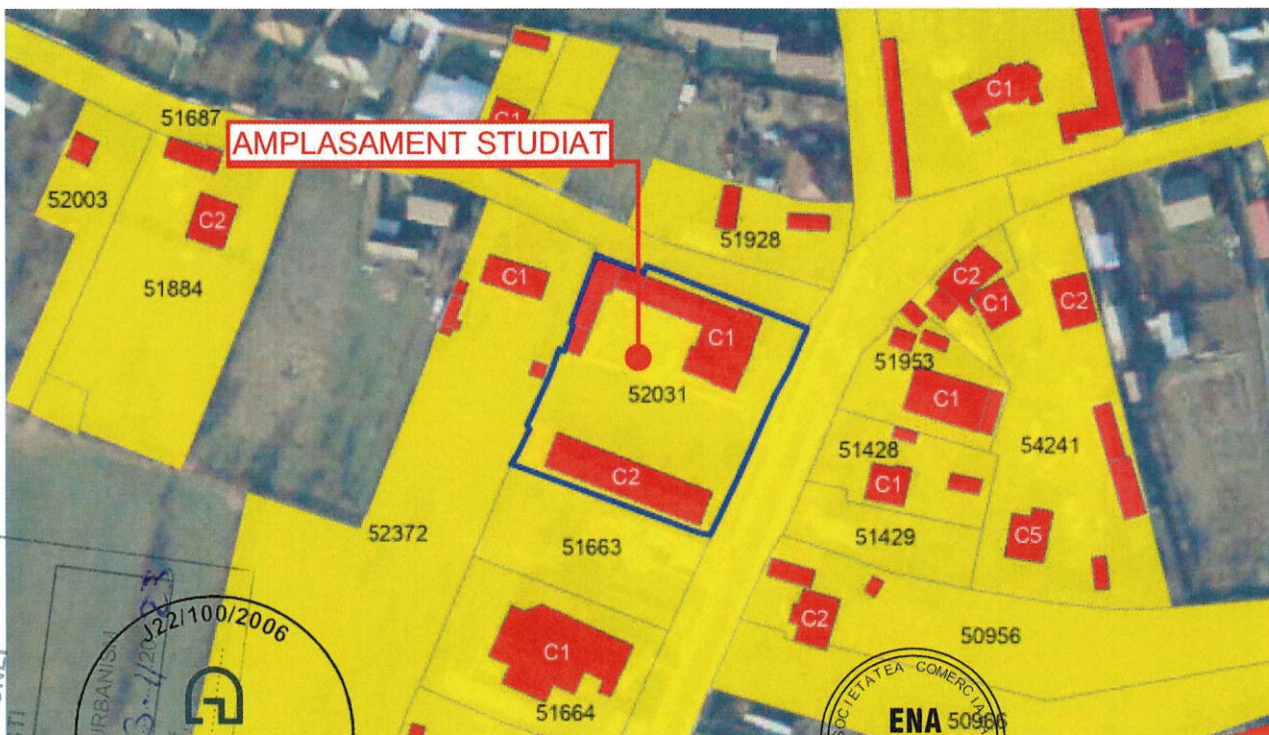 51687
C1
C1
AMPLASAMENT STUDIAT
52003
C2
51884
51928
C1
C2
C1
C2
C1
51953
52031
C1
51428
54241
C2
C1
52372
51663
51429
C5
J22/100/2006
C2
50956
C1
URBANISM
SOCIETATEA COMERCIALA
51664
ENA
50966